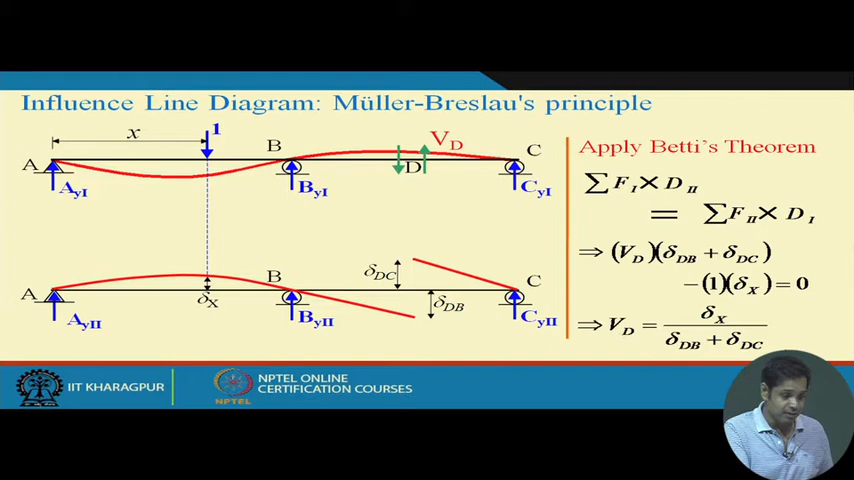 Influence Line Diagram: Müller-Breslau's principle
x
1
A
B
V_D
D
C
A_yI
B_yI
C_yI
A
B
δ_DC
δ_DB
C
δ_X
A_yII
B_yII
C_yII
Apply Betti's Theorem
∑ F_I × D_II
= ∑ F_II × D_I
⇒ (V_D)(δ_DB + δ_DC)
−(1)(δ_X) = 0
⇒ V_D = δ_X / δ_DB + δ_DC
IIT KHARAGPUR
NPTEL
NPTEL ONLINE
CERTIFICATION COURSES